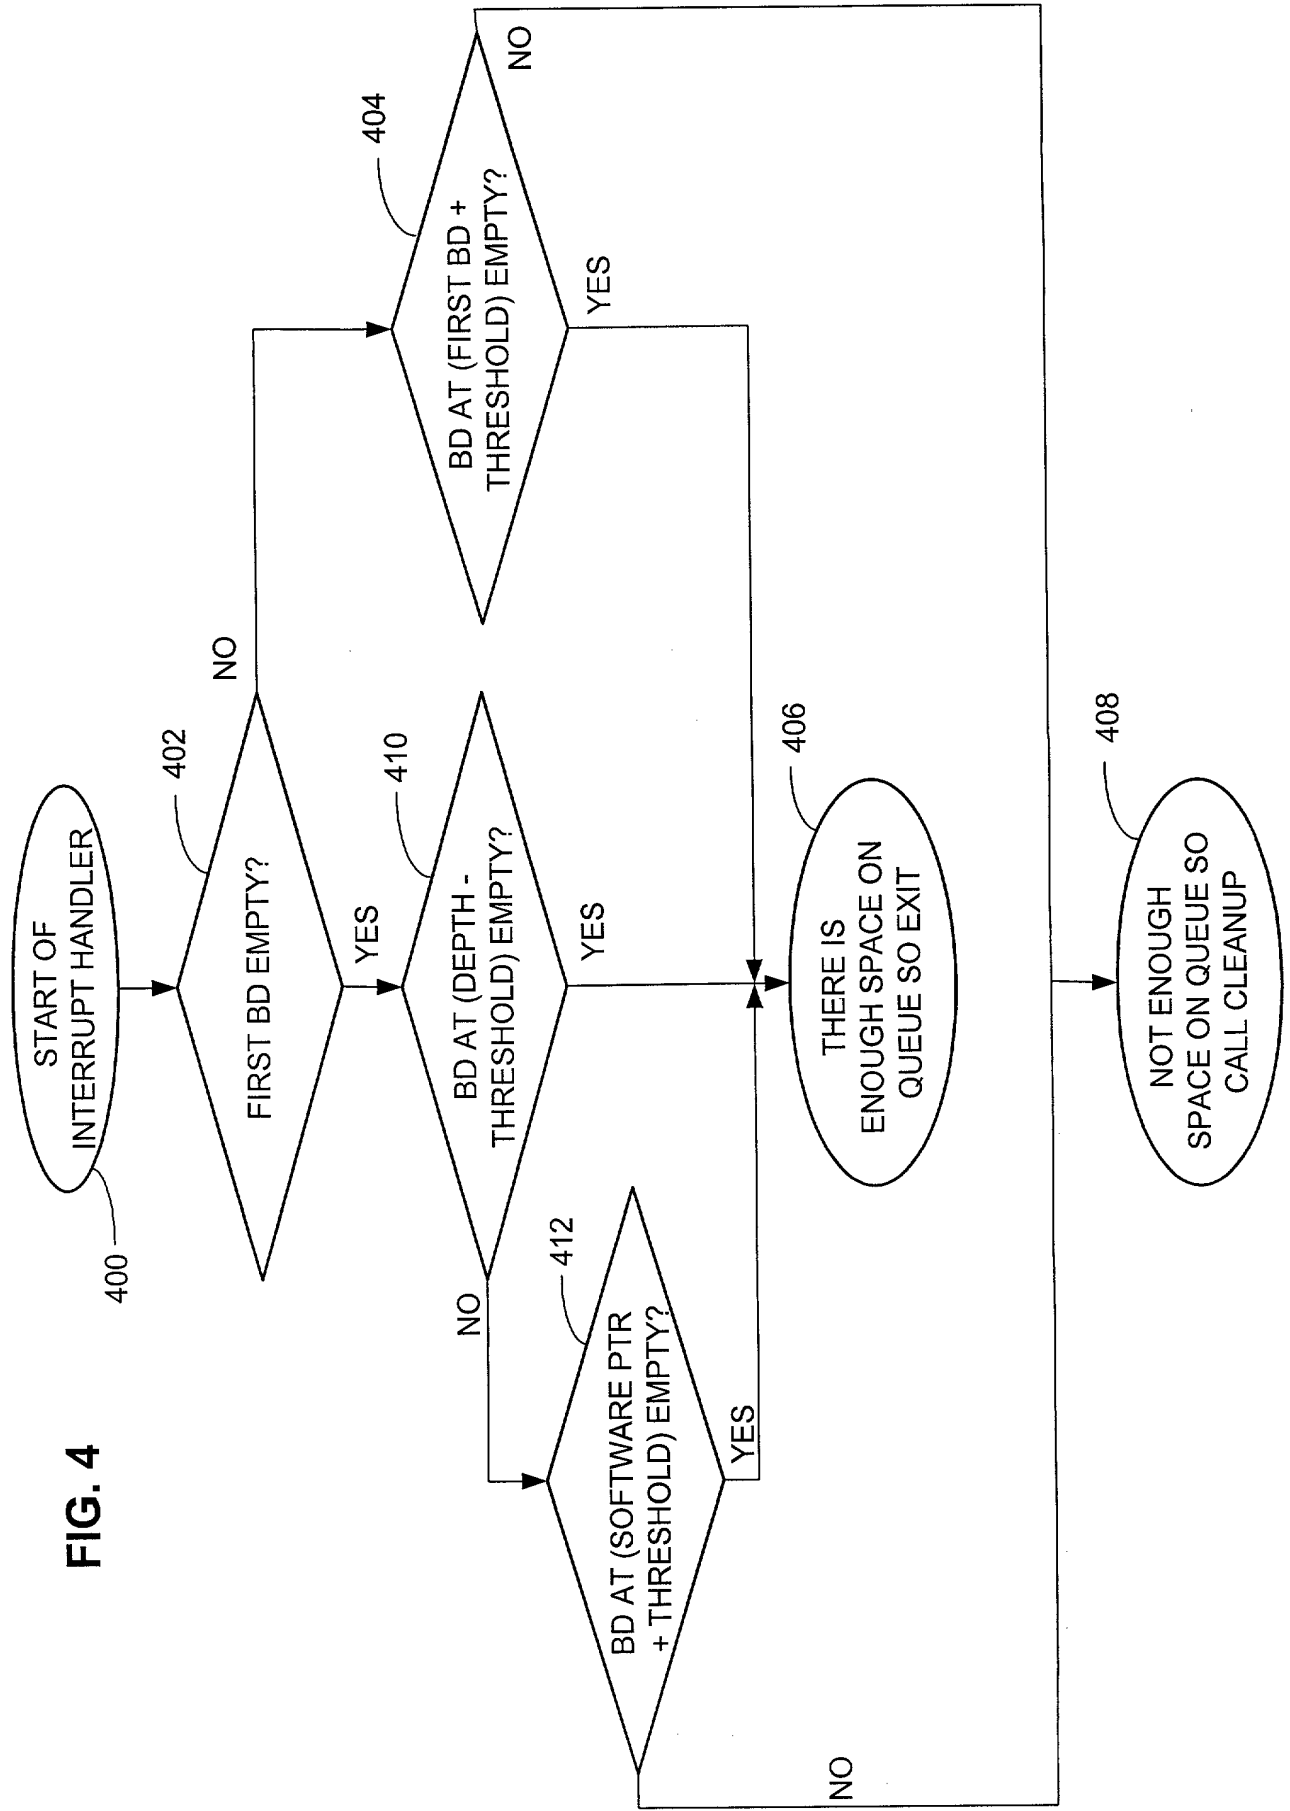 FIG. 4
START OF
INTERRUPT HANDLER
400
FIRST BD EMPTY?
402
NO
YES
BD AT (DEPTH -
THRESHOLD) EMPTY?
410
NO
YES
BD AT (FIRST BD +
THRESHOLD) EMPTY?
404
NO
YES
BD AT (SOFTWARE PTR
+ THRESHOLD) EMPTY?
412
YES
NO
THERE IS
ENOUGH SPACE ON
QUEUE SO EXIT
406
NOT ENOUGH
SPACE ON QUEUE SO
CALL CLEANUP
408